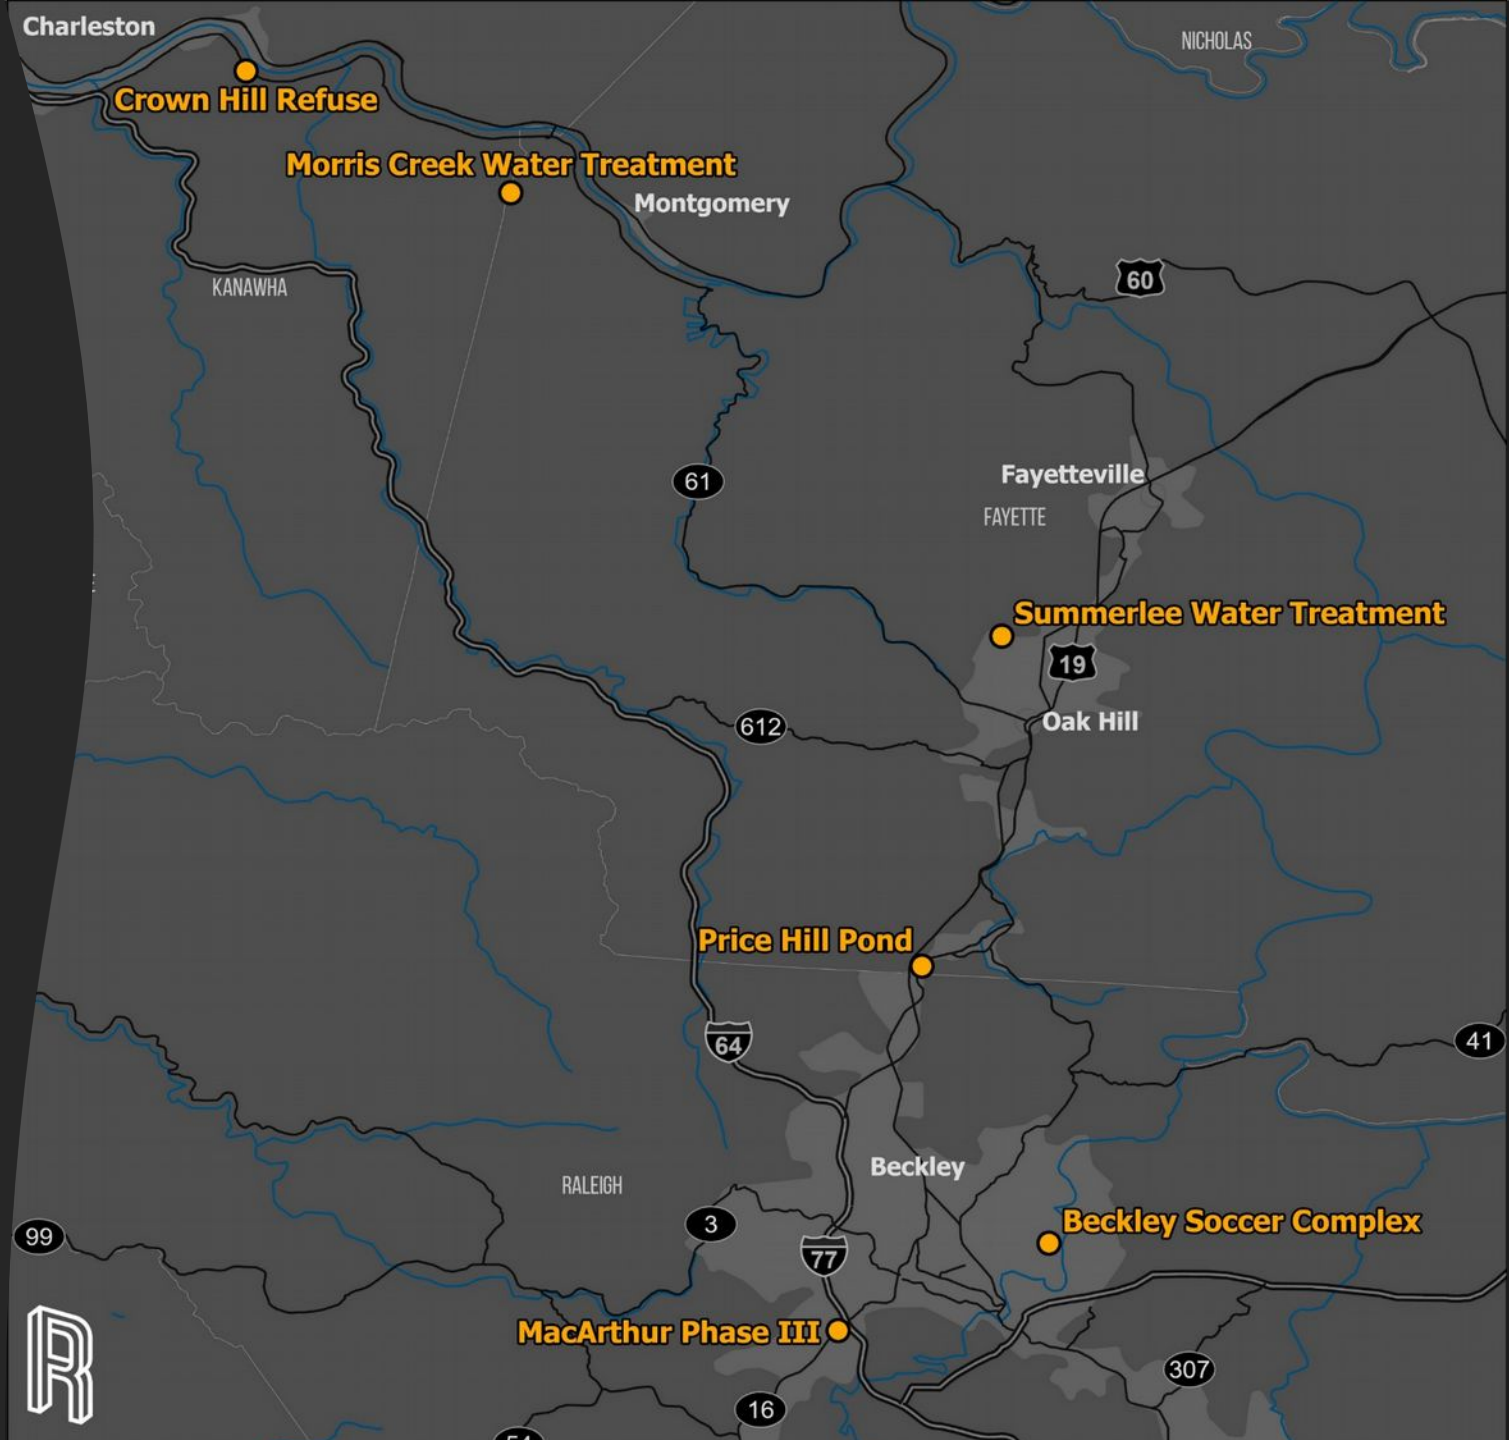 Charleston
NICHOLAS
Crown Hill Refuse
Morris Creek Water Treatment
Montgomery
60
KANAWHA
Fayetteville
61
FAYETTE
Summerlee Water Treatment
19
Oak Hill
612
Price Hill Pond
64
41
Beckley
RALEIGH
Beckley Soccer Complex
3
99
77
MacArthur Phase III
307
16
R